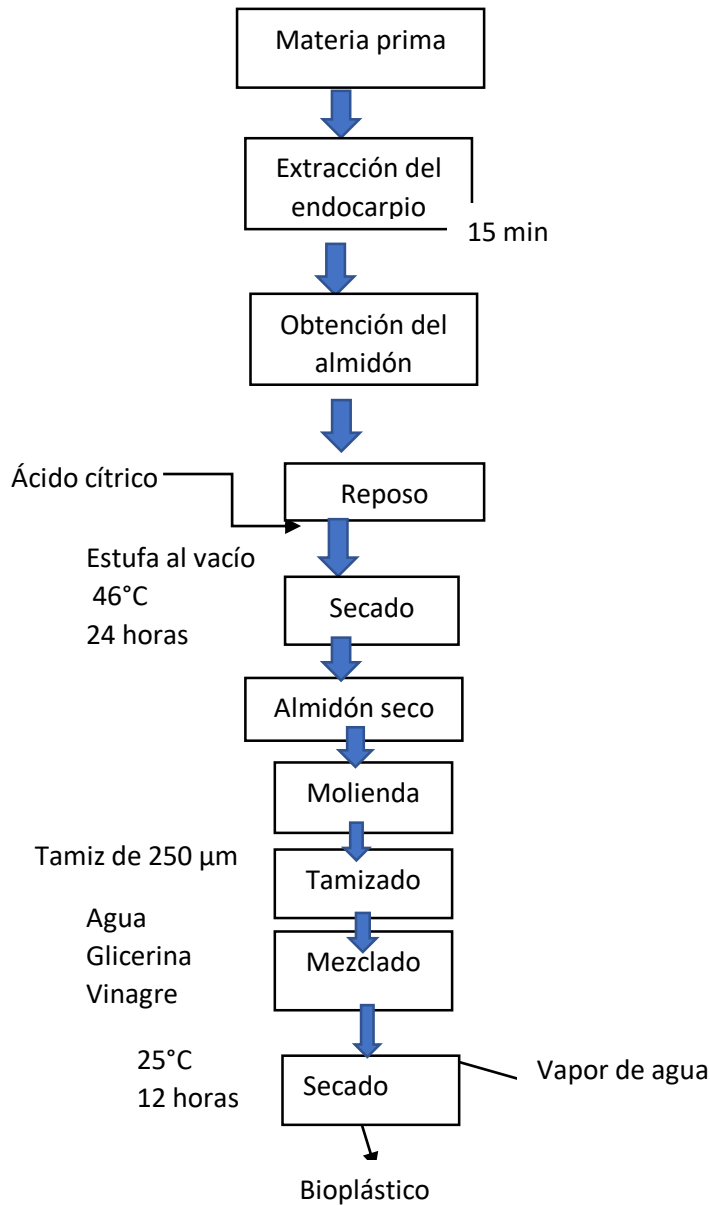 Materia prima
Extracción del
endocarpio
15 min
Obtención del
almidón
Ácido cítrico
Reposo
Estufa al vacío
46°C
24 horas
Secado
Almidón seco
Molienda
Tamiz de 250 µm
Tamizado
Agua
Glicerina
Vinagre
Mezclado
25°C
12 horas
Secado
Vapor de agua
Bioplástico